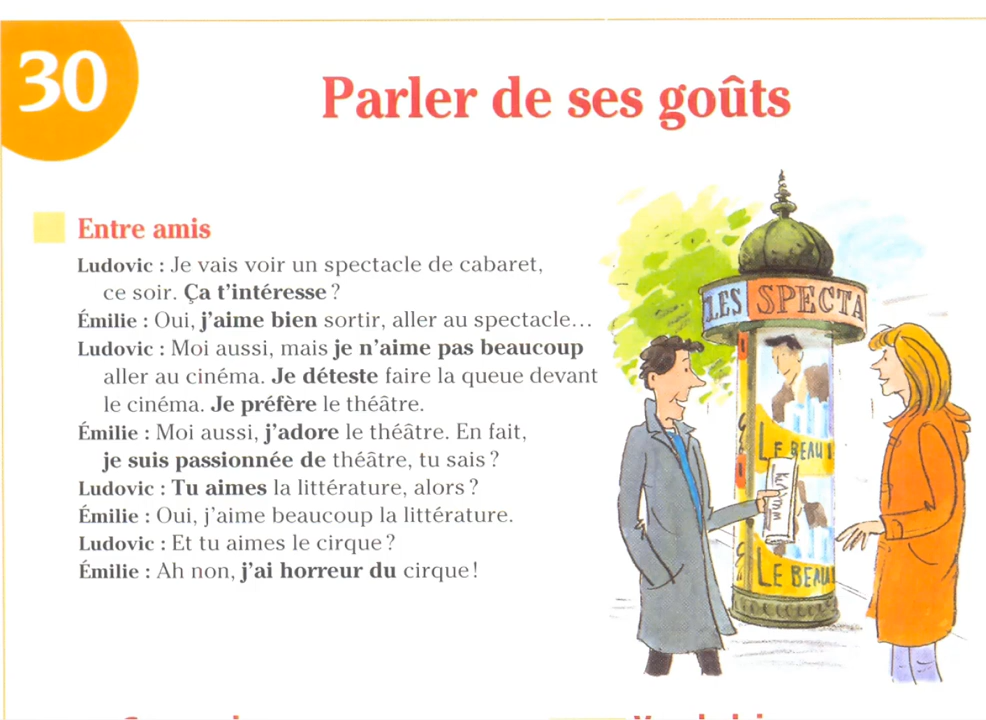 30
Parler de ses goûts
Entre amis
Ludovic : Je vais voir un spectacle de cabaret,
ce soir. Ça t'intéresse ?
Émilie : Oui, j'aime bien sortir, aller au spectacle…
Ludovic : Moi aussi, mais je n'aime pas beaucoup
aller au cinéma. Je déteste faire la queue devant
le cinéma. Je préfère le théâtre.
Émilie : Moi aussi, j'adore le théâtre. En fait,
je suis passionnée de théâtre, tu sais ?
Ludovic : Tu aimes la littérature, alors ?
Émilie : Oui, j'aime beaucoup la littérature.
Ludovic : Et tu aimes le cirque ?
Émilie : Ah non, j'ai horreur du cirque !
LES SPECTA
LE BEAU
LE BEAU